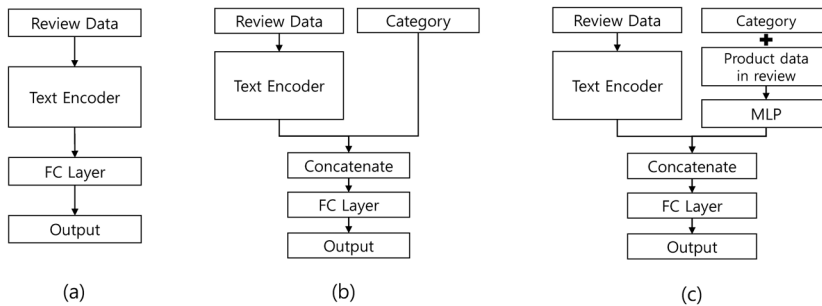 Review Data
Text Encoder
FC Layer
Output
(a)
Review Data
Category
Text Encoder
Concatenate
FC Layer
Output
(b)
Review Data
Category
+
Product data
in review
Text Encoder
MLP
Concatenate
FC Layer
Output
(c)